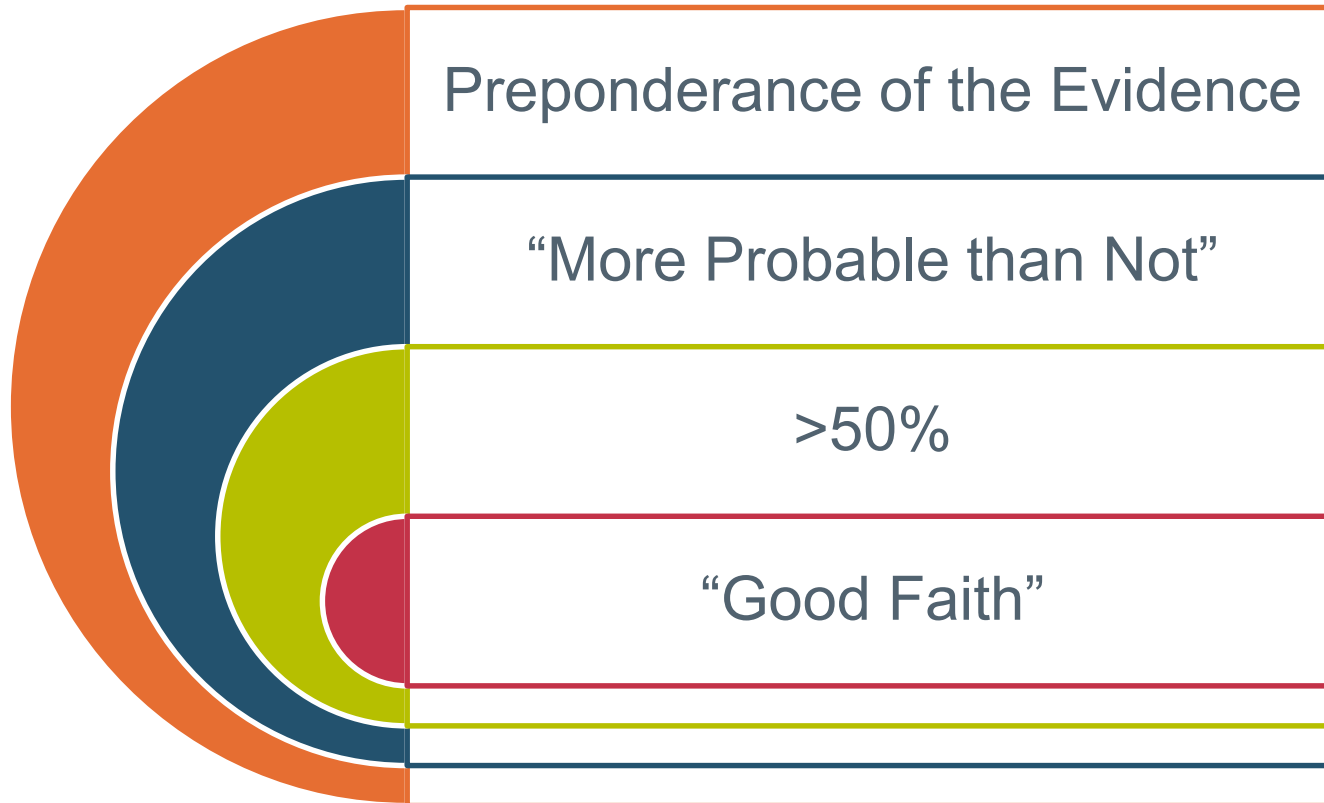 Preponderance of the Evidence
“More Probable than Not”
>50%
“Good Faith”